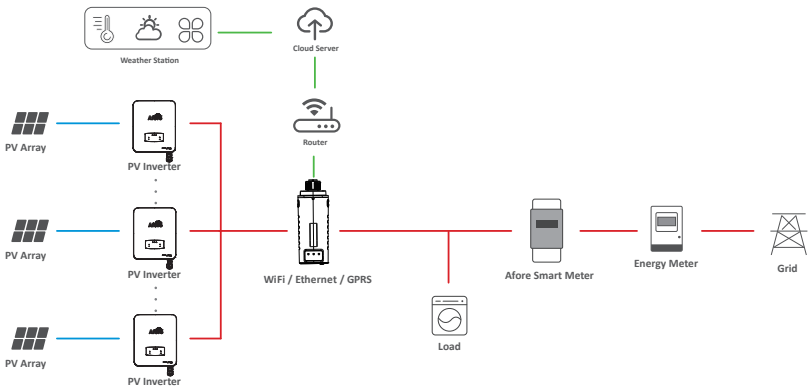 Weather Station
Cloud Server
Router
PV Array
PV Inverter
PV Array
PV Inverter
WiFi / Ethernet / GPRS
Afore Smart Meter
Energy Meter
Grid
Load
PV Array
PV Inverter